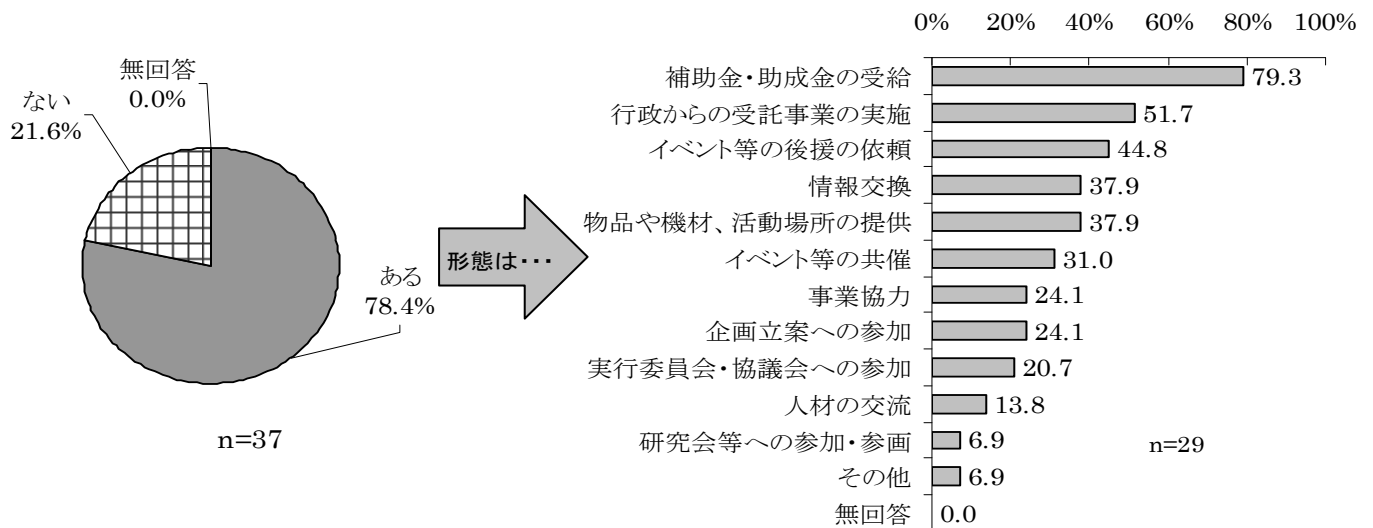 無回答
0.0%
ない
21.6%
ある
78.4%
n=37
形態は・・・
0% 20% 40% 60% 80% 100%
補助金・助成金の受給 79.3
行政からの受託事業の実施 51.7
イベント等の後援の依頼 44.8
情報交換 37.9
物品や機材、活動場所の提供 37.9
イベント等の共催 31.0
事業協力 24.1
企画立案への参加 24.1
実行委員会・協議会への参加 20.7
人材の交流 13.8
研究会等への参加・参画 6.9
n=29
その他 6.9
無回答 0.0